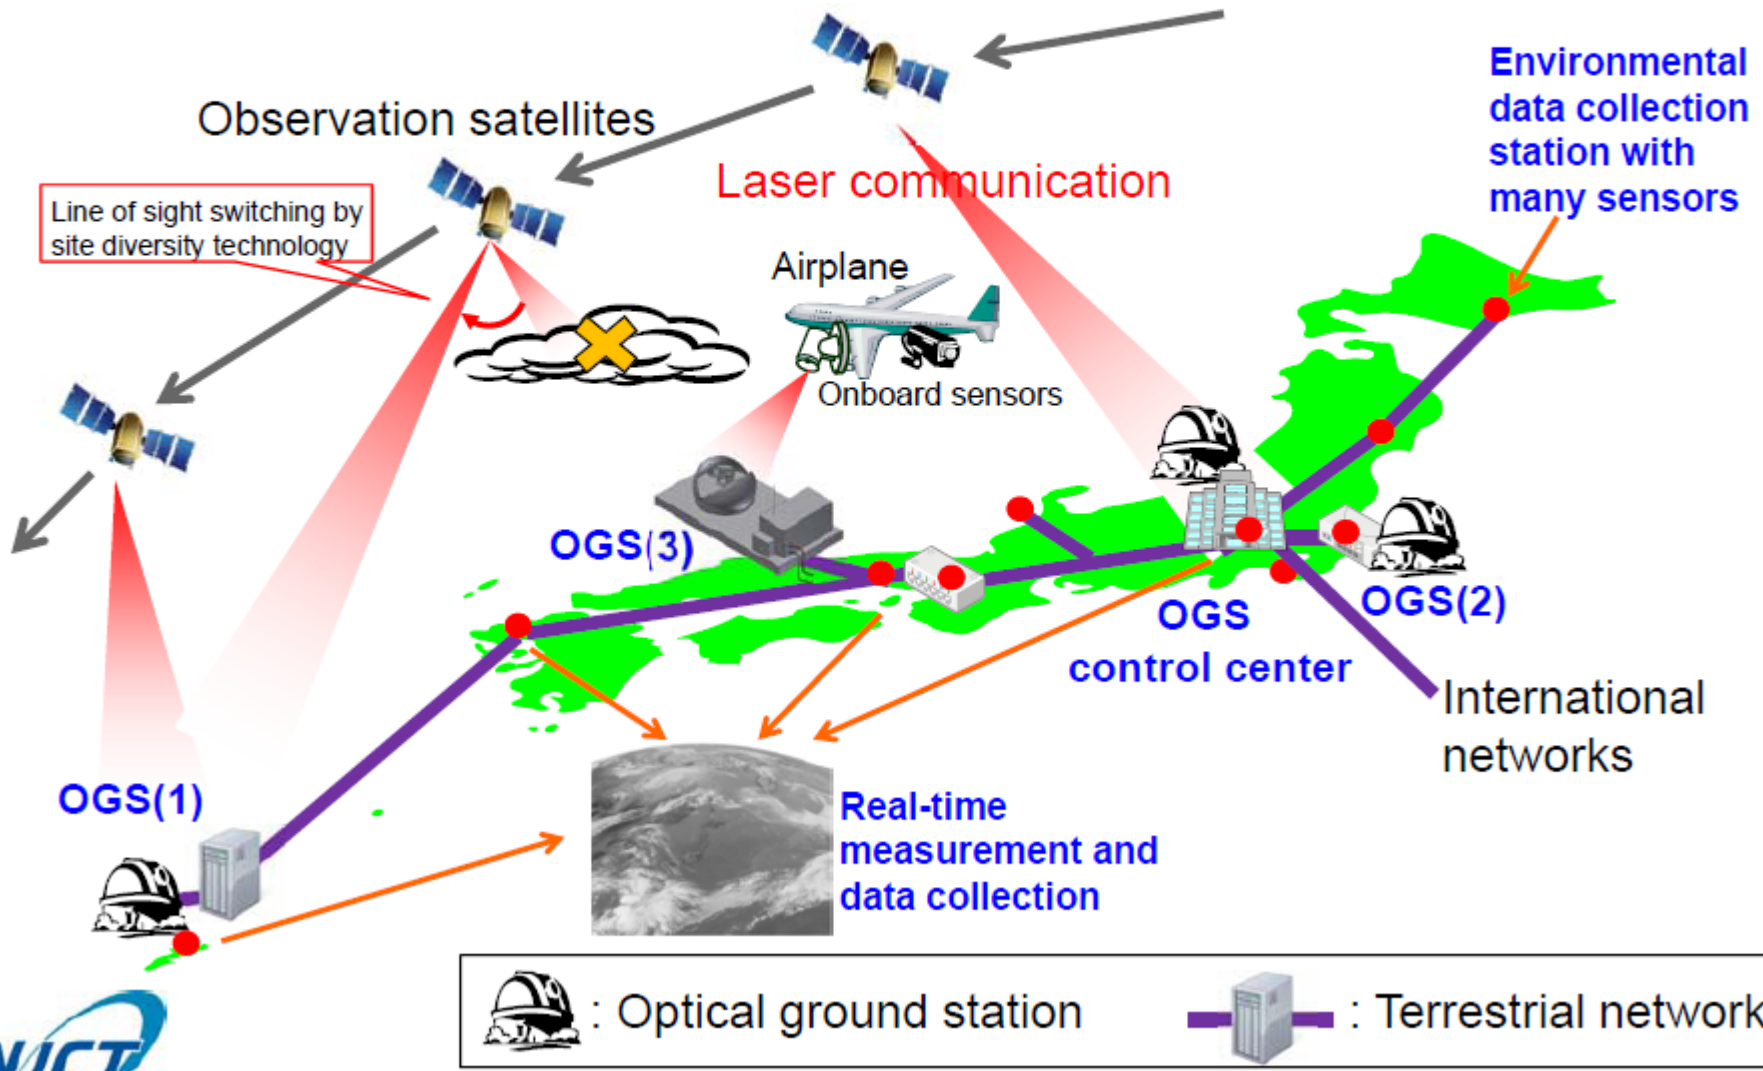 Observation satellites
Line of sight switching by
site diversity technology
Laser communication
Environmental
data collection
station with
many sensors
Airplane
Onboard sensors
OGS(3)
OGS
control center
OGS(2)
International
networks
OGS(1)
Real-time
measurement and
data collection
: Optical ground station
: Terrestrial network
NICT